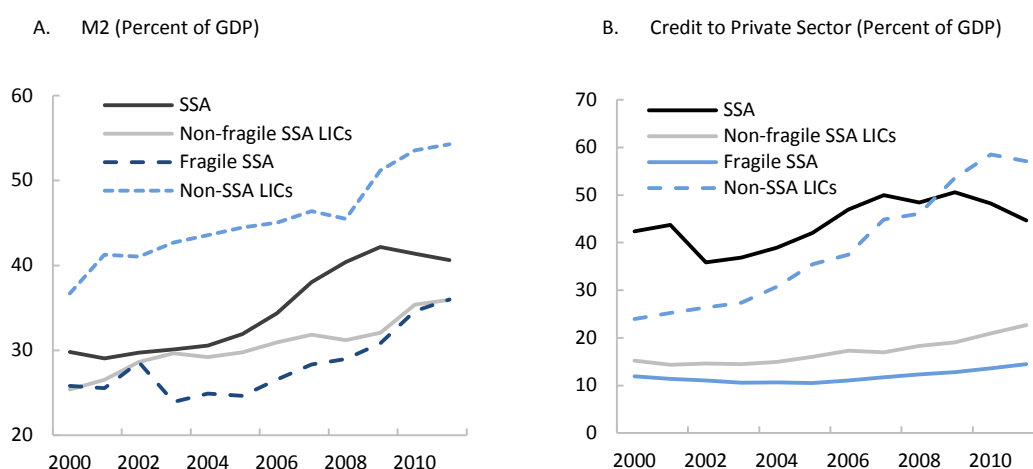 A. M2 (Percent of GDP)
60
50
40
30
20
SSA
Non-fragile SSA LICs
Fragile SSA
Non-SSA LICs
2000 2002 2004 2006 2008 2010
B. Credit to Private Sector (Percent of GDP)
70
60
50
40
30
20
10
0
SSA
Non-fragile SSA LICs
Fragile SSA
Non-SSA LICs
2000 2002 2004 2006 2008 2010